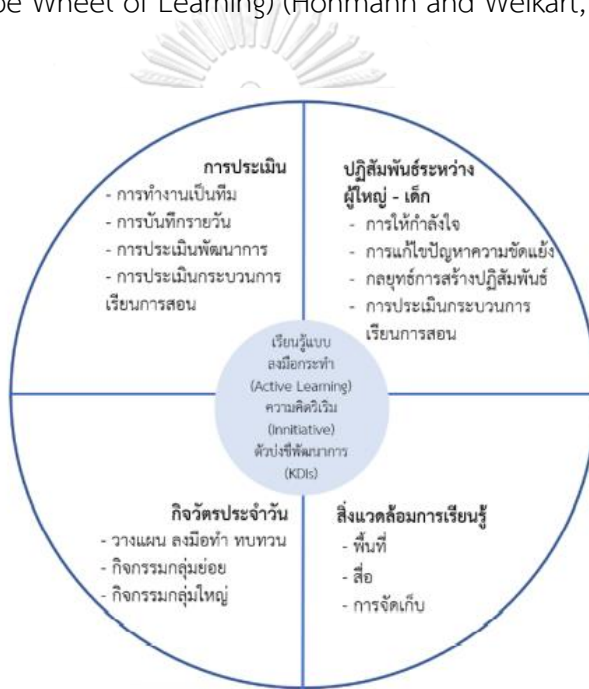 pe Wheel of Learning) (Hohmann and Weikart,
การประเมิน
- การทำงานเป็นทีม
- การบันทึกรายวัน
- การประเมินพัฒนาการ
- การประเมินกระบวนการ
เรียนการสอน
ปฏิสัมพันธ์ระหว่าง
ผู้ใหญ่ - เด็ก
- การให้กำลังใจ
- การแก้ไขปัญหาความขัดแย้ง
- กลยุทธ์การสร้างปฏิสัมพันธ์
- การประเมินกระบวนการ
เรียนการสอน
เรียนรู้แบบ
ลงมือกระทำ
(Active Learning)
ความคิดริเริ่ม
(Innitiative)
ตัวบ่งชี้พัฒนาการ
(KDIs)
กิจวัตรประจำวัน
- วางแผน ลงมือทำ ทบทวน
- กิจกรรมกลุ่มย่อย
- กิจกรรมกลุ่มใหญ่
สิ่งแวดล้อมการเรียนรู้
- พื้นที่
- สื่อ
- การจัดเก็บ